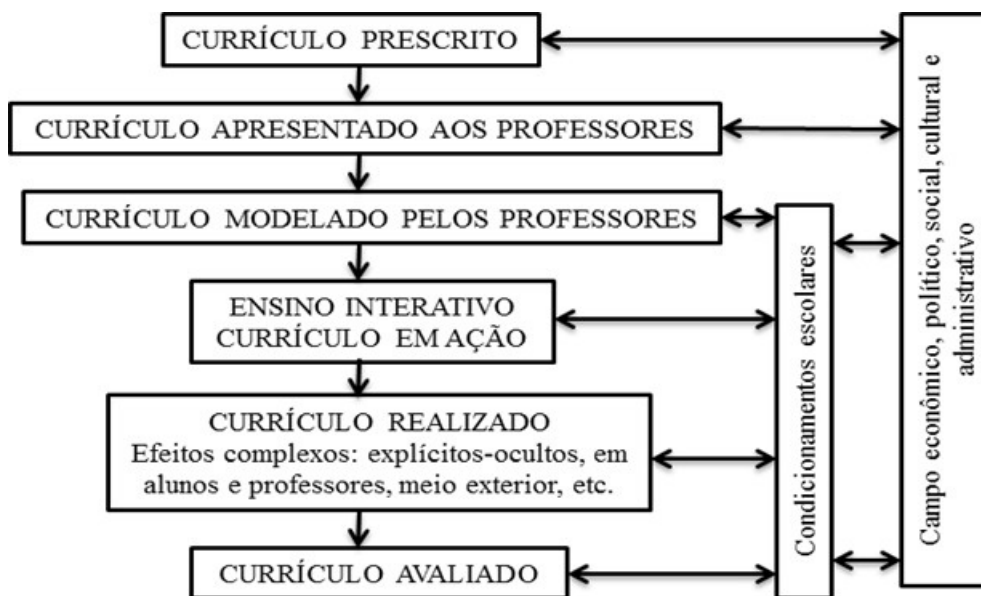 CURRÍCULO PRESCRITO
CURRÍCULO APRESENTADO AOS PROFESSORES
CURRÍCULO MODELADO PELOS PROFESSORES
ENSINO INTERATIVO
CURRÍCULO EM AÇÃO
CURRÍCULO REALIZADO
Efeitos complexos: explícitos-ocultos, em
alunos e professores, meio exterior, etc.
CURRÍCULO AVALIADO
Condicionamentos escolares
Campo econômico, político, social, cultural e
administrativo